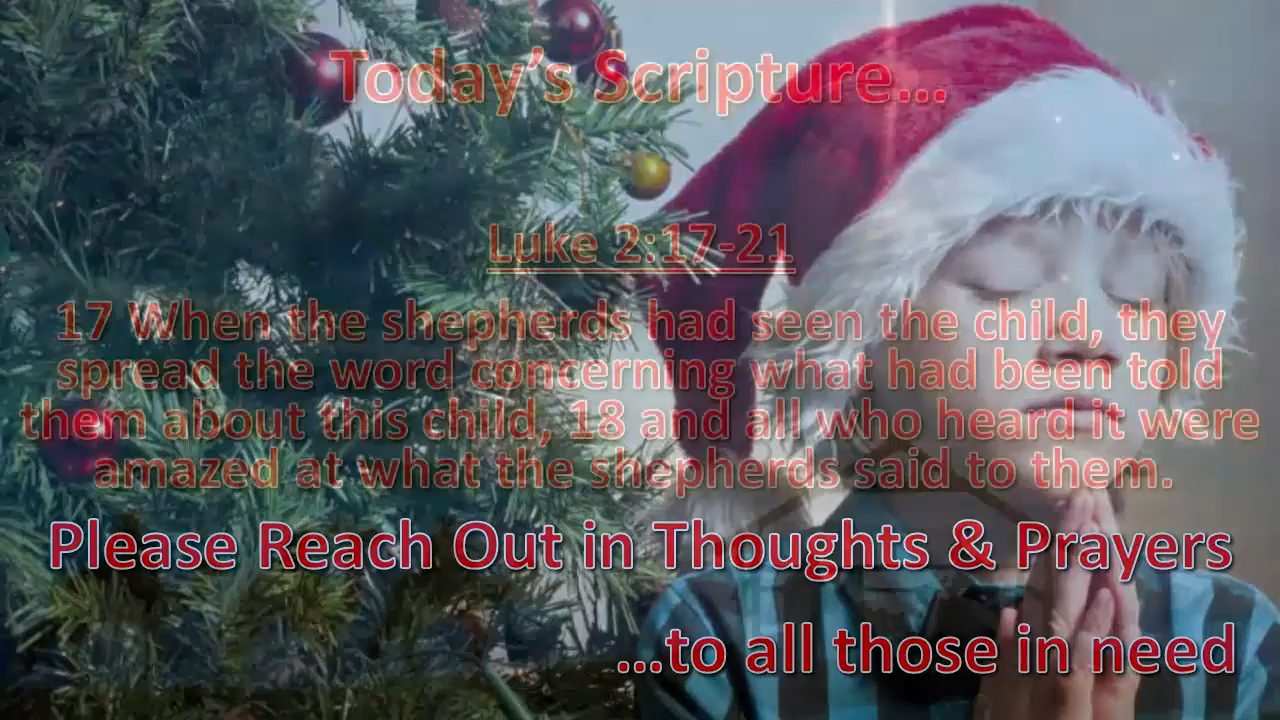 Today’s Scripture...
Luke 2:17-21
17 When the shepherds had seen the child, they
spread the word concerning what had been told
them about this child, 18 and all who heard it were
amazed at what the shepherds said to them.
Please Reach Out in Thoughts & Prayers
...to all those in need